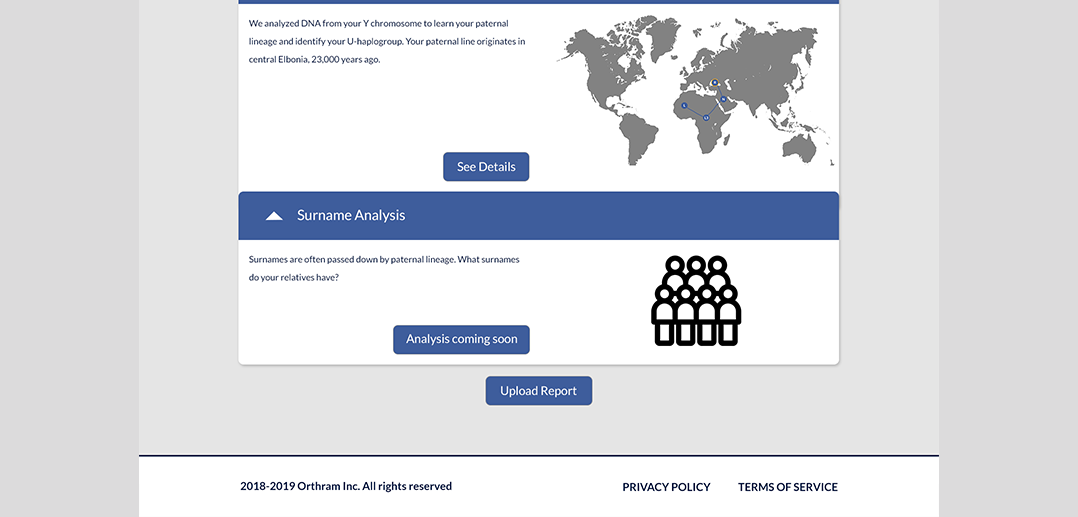 We analyzed DNA from your Y chromosome to learn your paternal
lineage and identify your U-haplogroup. Your paternal line originates in
central Elbonia, 23,000 years ago.
See Details
Surname Analysis
Surnames are often passed down by paternal lineage. What surnames
do your relatives have?
Analysis coming soon
Upload Report
2018-2019 Orthram Inc. All rights reserved
PRIVACY POLICY
TERMS OF SERVICE